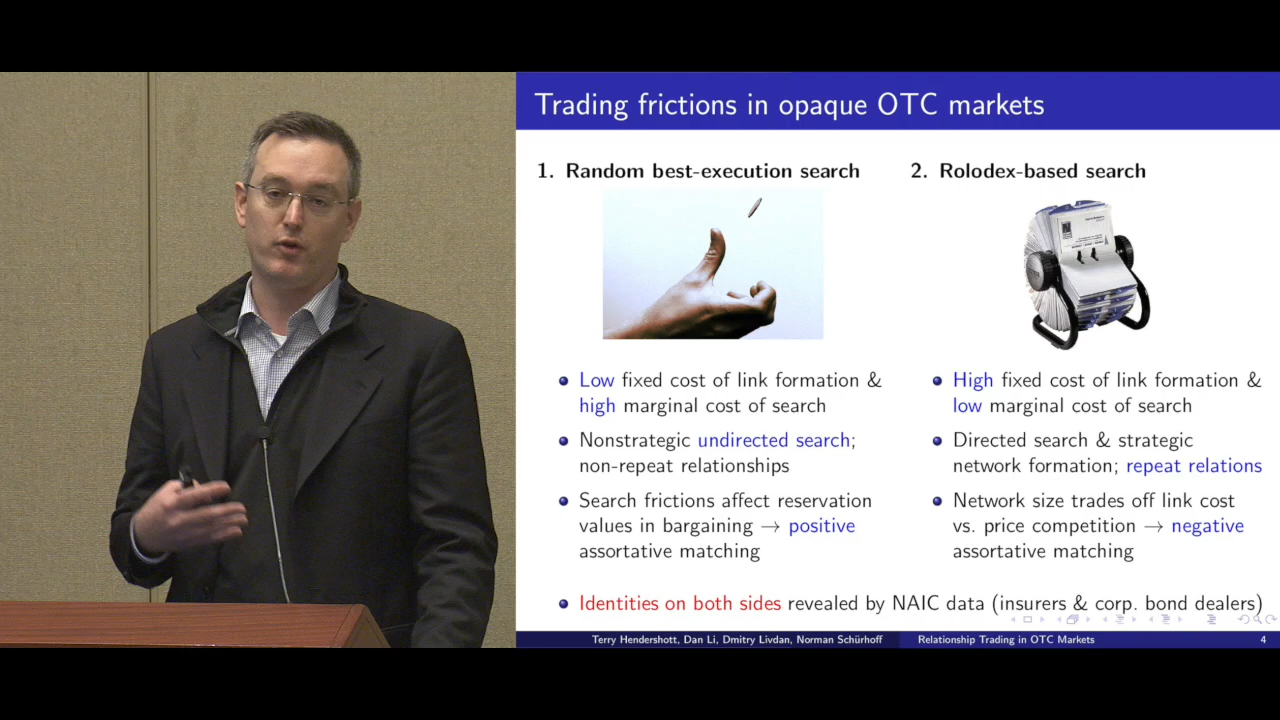 Trading frictions in opaque OTC markets
1. Random best-execution search
Low fixed cost of link formation &
high marginal cost of search
Nonstrategic undirected search;
non-repeat relationships
Search frictions affect reservation
values in bargaining → positive
assortative matching
2. Rolodex-based search
High fixed cost of link formation &
low marginal cost of search
Directed search & strategic
network formation; repeat relations
Network size trades off link cost
vs. price competition → negative
assortative matching
Identities on both sides revealed by NAIC data (insurers & corp. bond dealers)
Terry Hendershott, Dan Li, Dmitry Livdan, Norman Schürhoff
Relationship Trading in OTC Markets
4